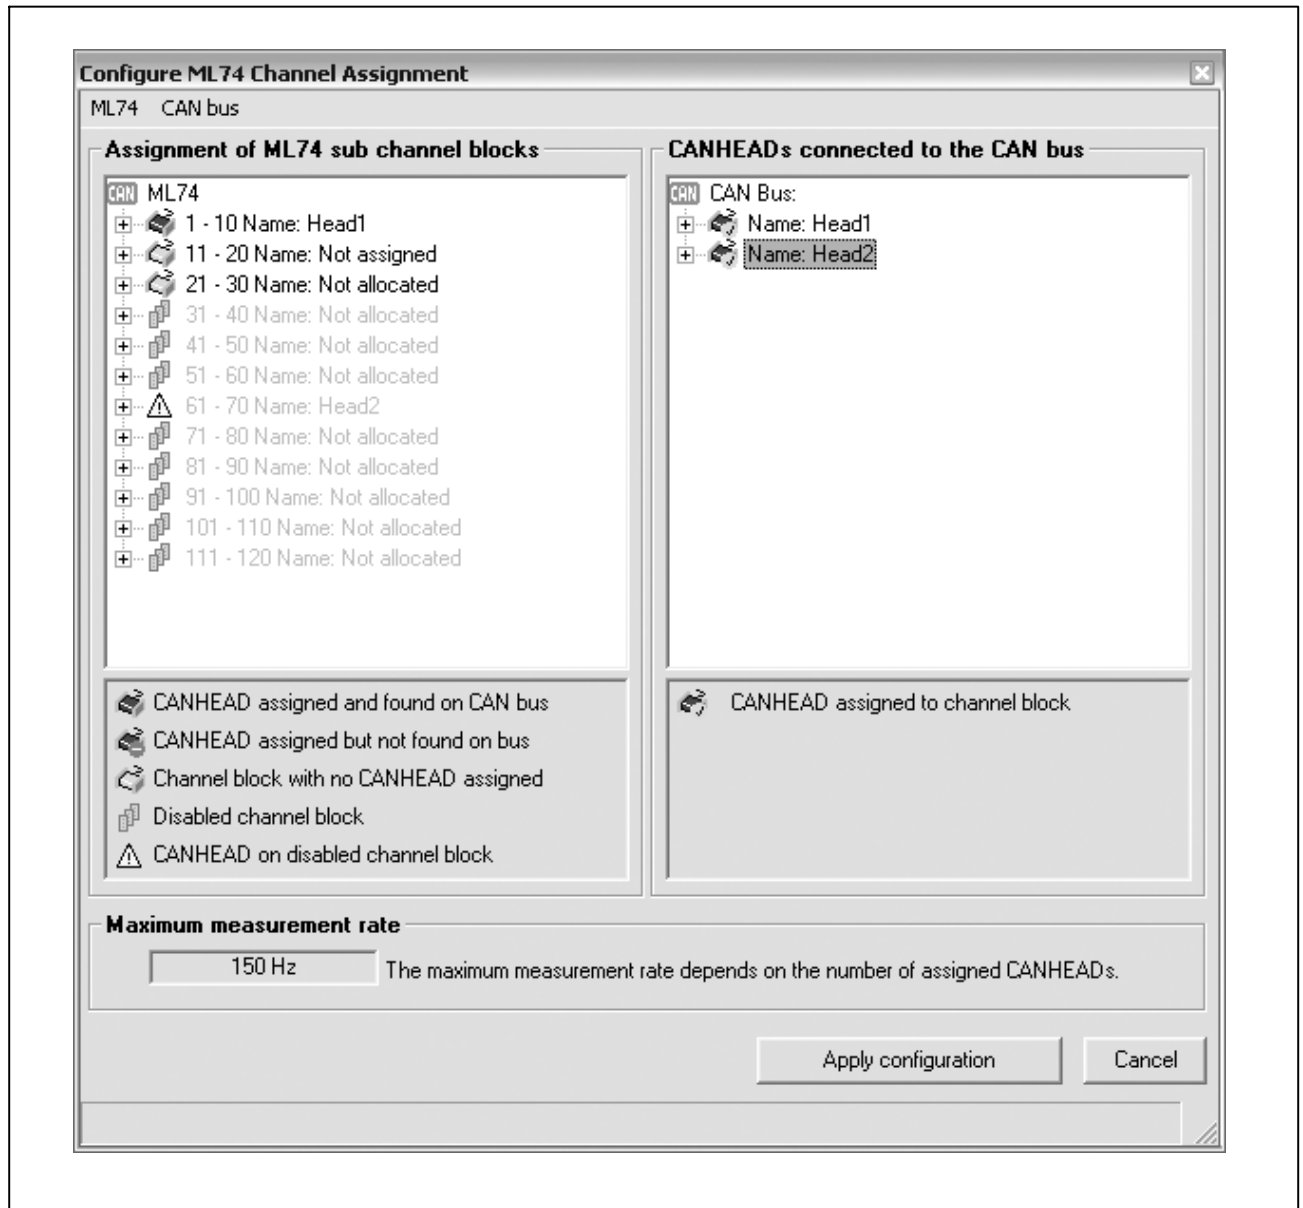 Configure ML74 Channel Assignment
ML74 CAN bus
Assignment of ML74 sub channel blocks
CAN ML74
1 - 10 Name: Head1
11 - 20 Name: Not assigned
21 - 30 Name: Not allocated
31 - 40 Name: Not allocated
41 - 50 Name: Not allocated
51 - 60 Name: Not allocated
61 - 70 Name: Head2
71 - 80 Name: Not allocated
81 - 90 Name: Not allocated
91 - 100 Name: Not allocated
101 - 110 Name: Not allocated
111 - 120 Name: Not allocated
CANHEAD assigned and found on CAN bus
CANHEAD assigned but not found on bus
Channel block with no CANHEAD assigned
Disabled channel block
CANHEAD on disabled channel block
CANHEADs connected to the CAN bus
CAN CAN Bus:
Name: Head1
Name: Head2
CANHEAD assigned to channel block
Maximum measurement rate
150 Hz The maximum measurement rate depends on the number of assigned CANHEADs.
Apply configuration Cancel